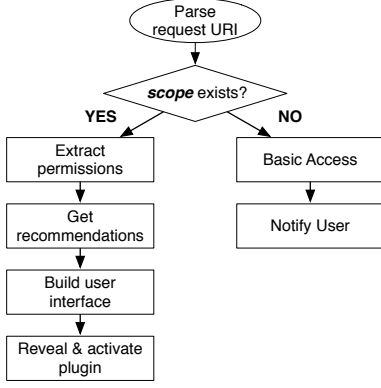 Parse
request URI
scope exists?
YES
NO
Extract
permissions
Basic Access
Get
recommendations
Notify User
Build user
interface
Reveal & activate
plugin